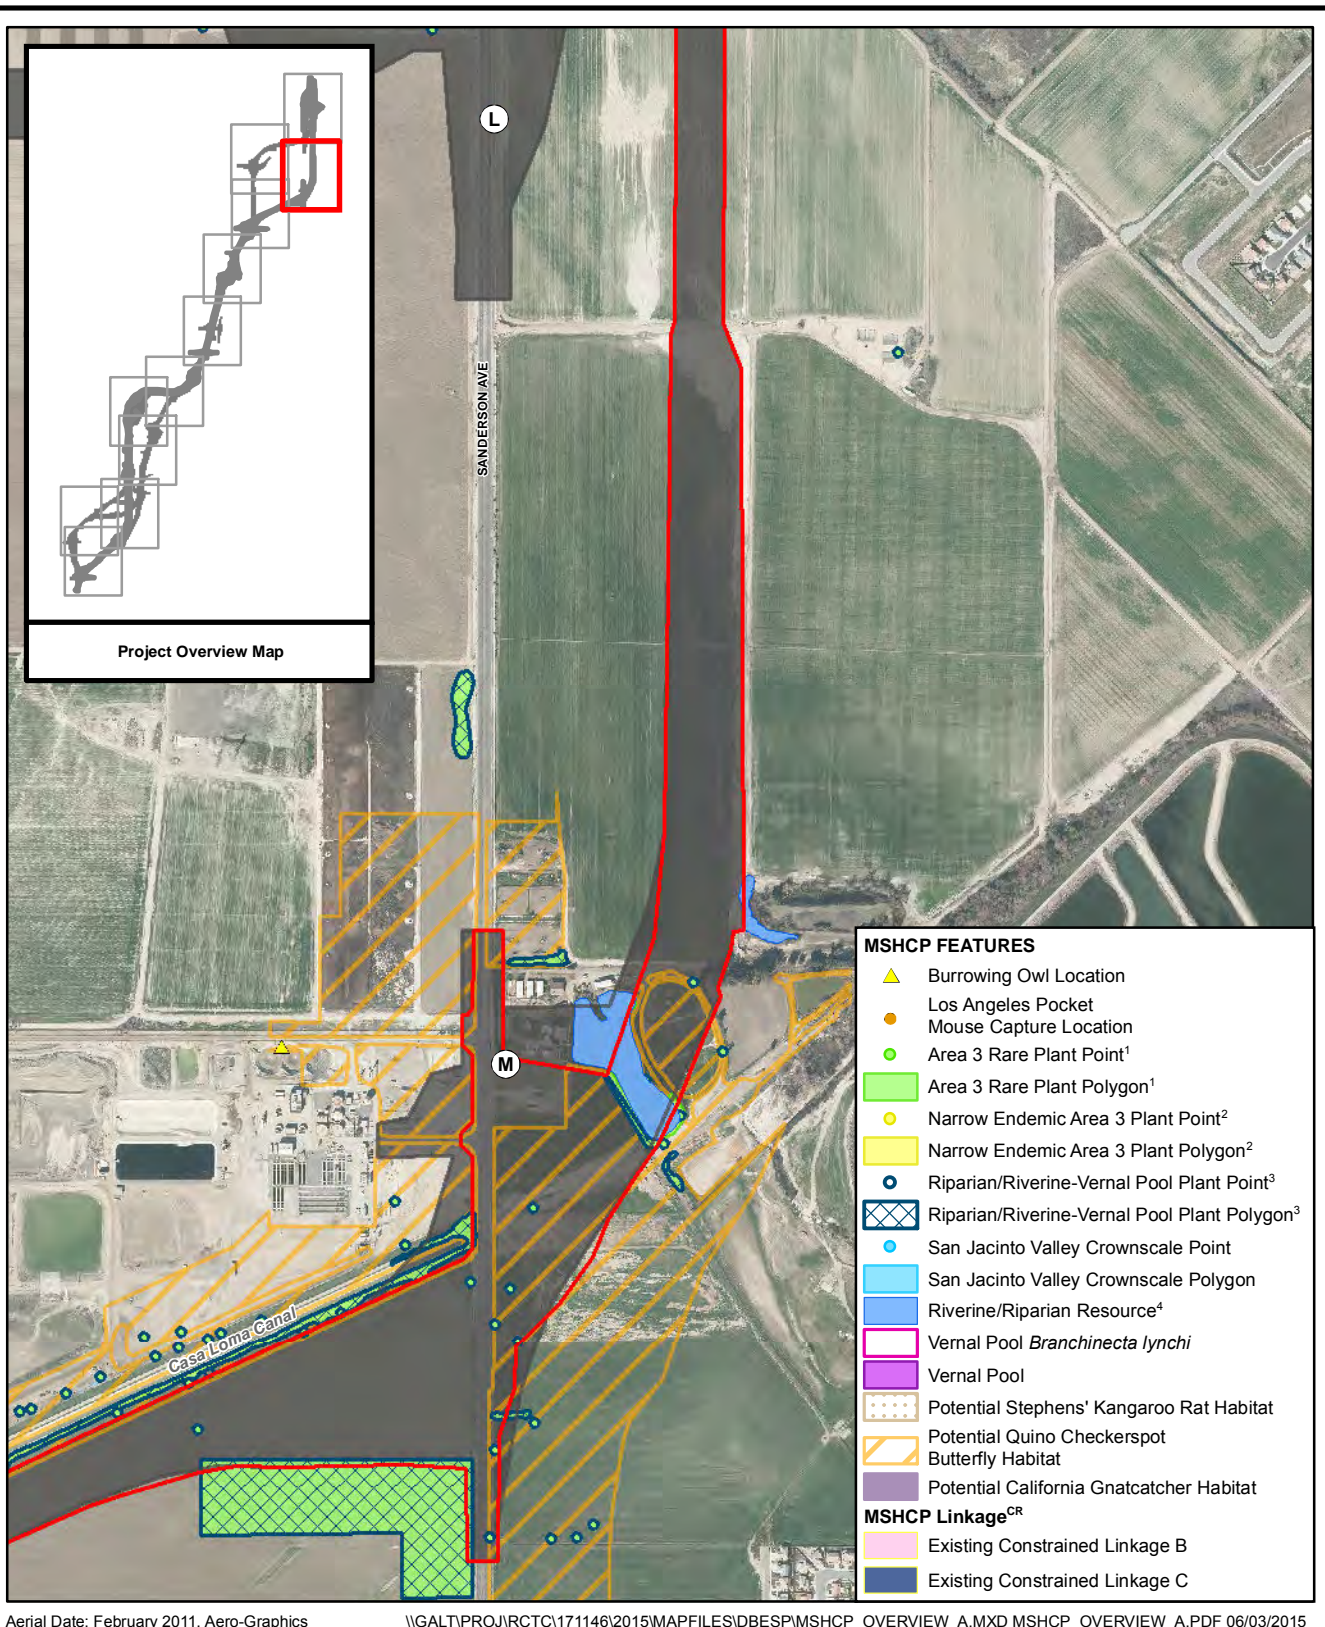 L
SANDERSON AVE
Project Overview Map
M
Casa Loma Canal
MSHCP FEATURES
Burrowing Owl Location
Los Angeles Pocket
Mouse Capture Location
Area 3 Rare Plant Point1
Area 3 Rare Plant Polygon1
Narrow Endemic Area 3 Plant Point2
Narrow Endemic Area 3 Plant Polygon2
Riparian/Riverine-Vernal Pool Plant Point3
Riparian/Riverine-Vernal Pool Plant Polygon3
San Jacinto Valley Crownscale Point
San Jacinto Valley Crownscale Polygon
Riverine/Riparian Resource4
Vernal Pool Branchinecta lynchi
Vernal Pool
Potential Stephens' Kangaroo Rat Habitat
Potential Quino Checkerspot
Butterfly Habitat
Potential California Gnatcatcher Habitat
MSHCP LinkageCR
Existing Constrained Linkage B
Existing Constrained Linkage C
Aerial Date: February 2011, Aero-Graphics \\GALT\PROJ\RCTC\171146\2015\MAPFILES\DBESP\MSHCP_OVERVIEW_A.MXD MSHCP_OVERVIEW_A.PDF 06/03/2015